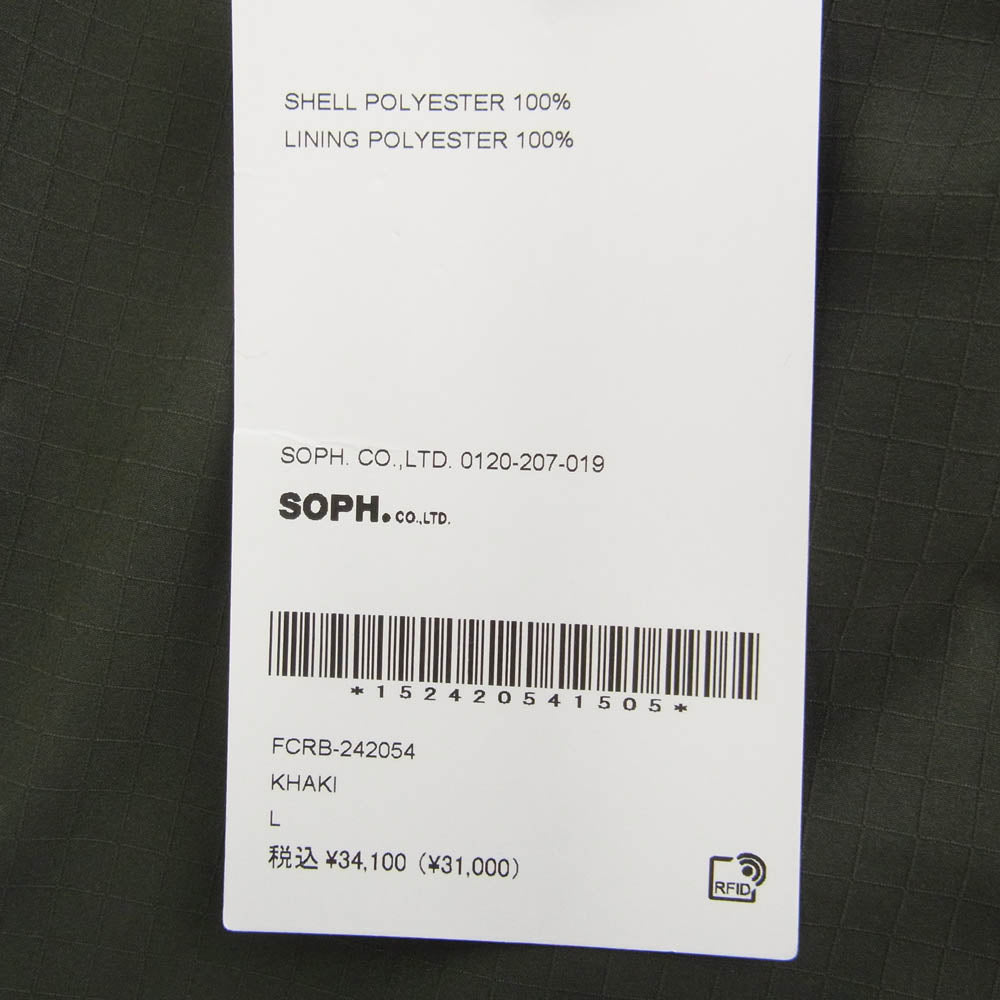 SHELL POLYESTER 100%
LINING POLYESTER 100%
SOPH. CO.,LTD. 0120-207-019
SOPH. CO.,LTD.
*152420541505*
FCRB-242054
KHAKI
L
税込 ¥34,100 (¥31,000)
RFID